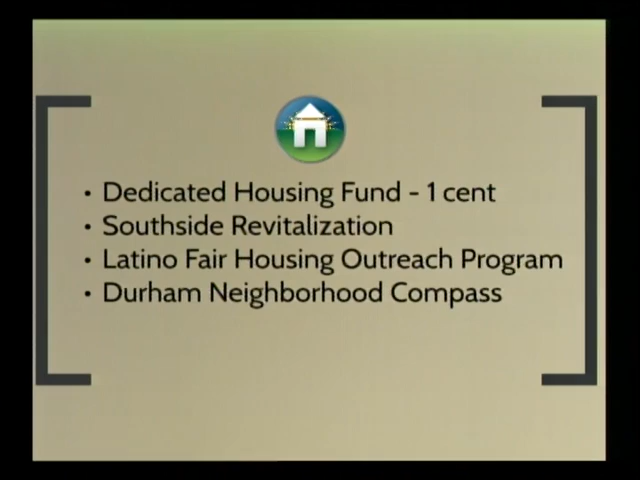 • Dedicated Housing Fund - 1 cent
• Southside Revitalization
• Latino Fair Housing Outreach Program
• Durham Neighborhood Compass